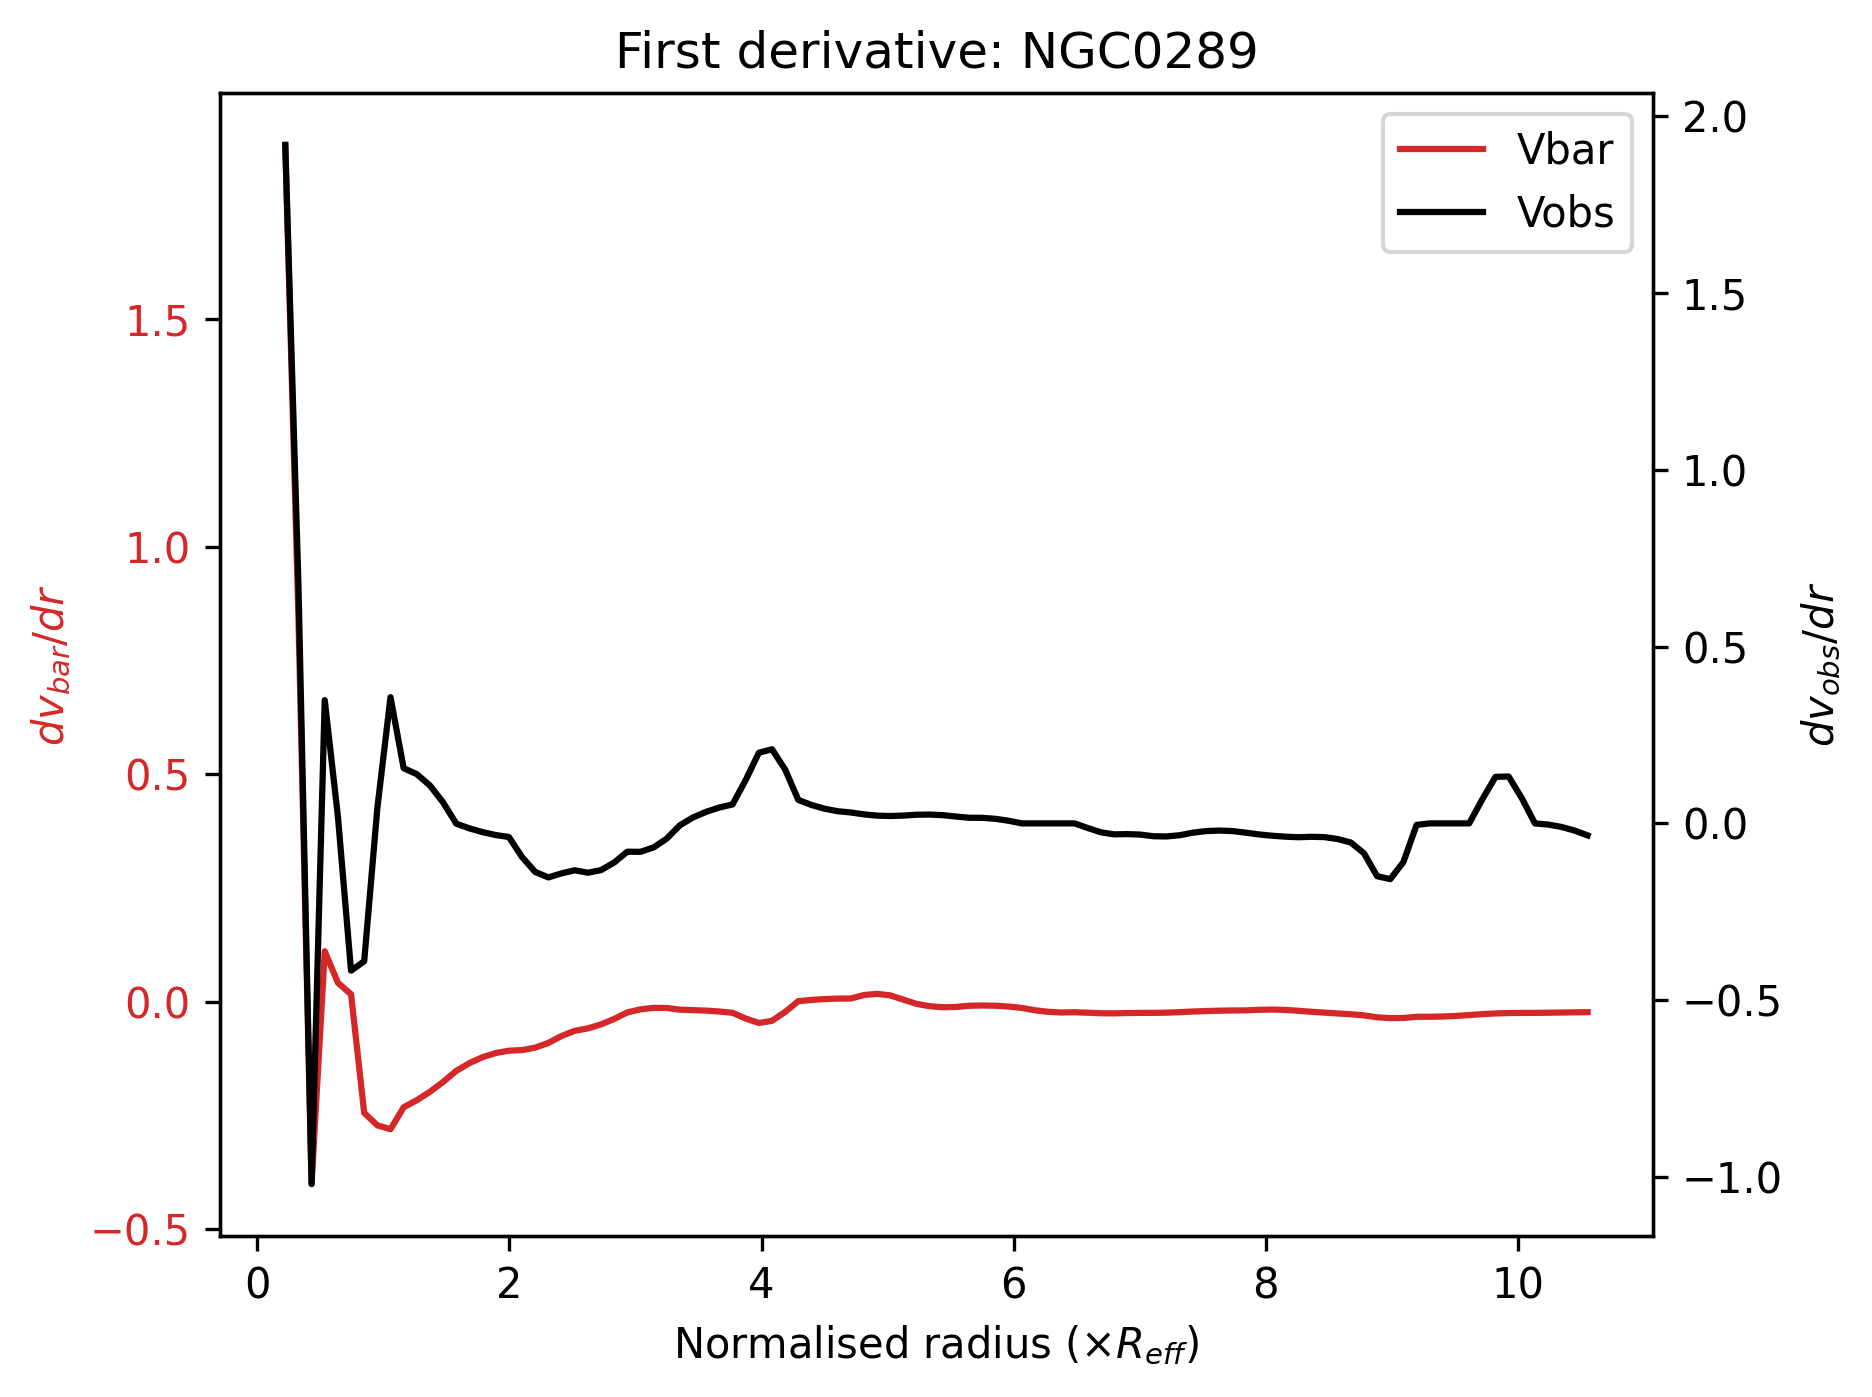 First derivative: NGC0289
Vbar
Vobs
1.5
1.0
0.5
0.0
−0.5
dv_bar/dr
2.0
1.5
1.0
0.5
0.0
−0.5
−1.0
dv_obs/dr
0 2 4 6 8 10
Normalised radius (×R_eff)